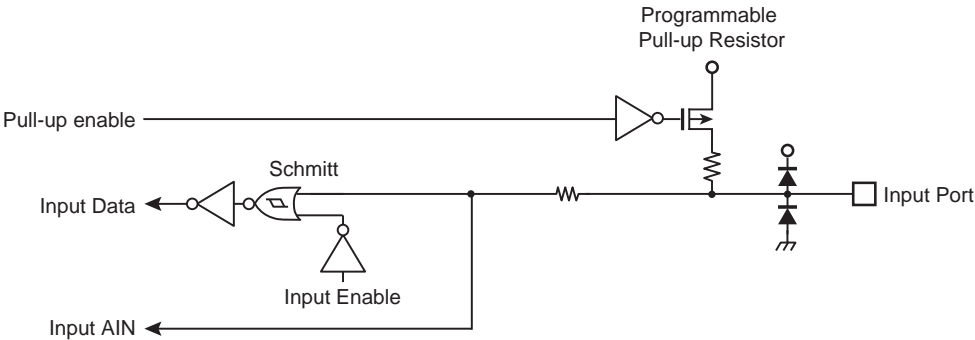 Programmable
Pull-up Resistor
Pull-up enable
Schmitt
Input Data
Input Port
Input Enable
Input AIN